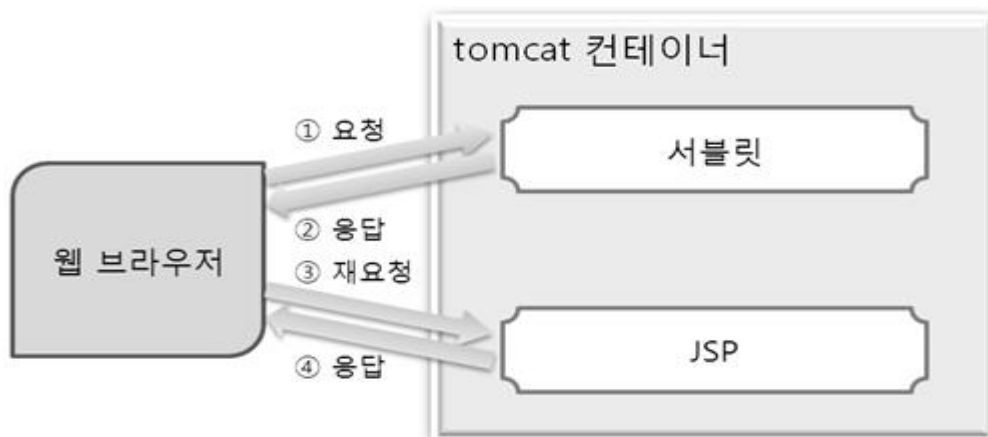 tomcat 컨테이너
① 요청
서블릿
② 응답
웹 브라우저
③ 재요청
④ 응답
JSP